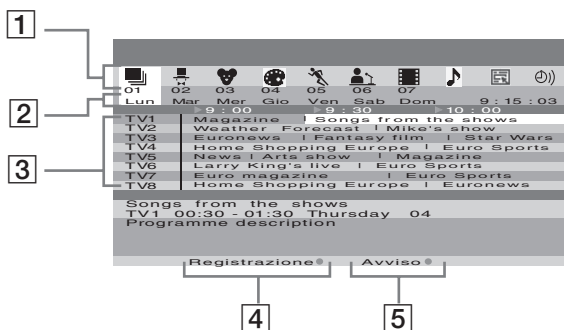 1
01 02 03 04 05 06 07
2
Lun Mar Mer Gio Ven Sab Dom 9 : 15 : 03
9 : 00 9 : 30 10 : 00
TV1 Magazine Songs from the shows
TV2 Weather Forecast Mike's show
TV3 Euronews Fantasy film Star Wars
TV4 Home Shopping Europe Euro Sports
3
TV5 News Arts show Magazine
TV6 Larry King's live Euro Sports
TV7 Euro magazine Euro Sports
TV8 Home Shopping Europe Euronews
Songs from the shows
TV1 00:30 - 01:30 Thursday 04
Programme description
Registrazione Avviso
4 5